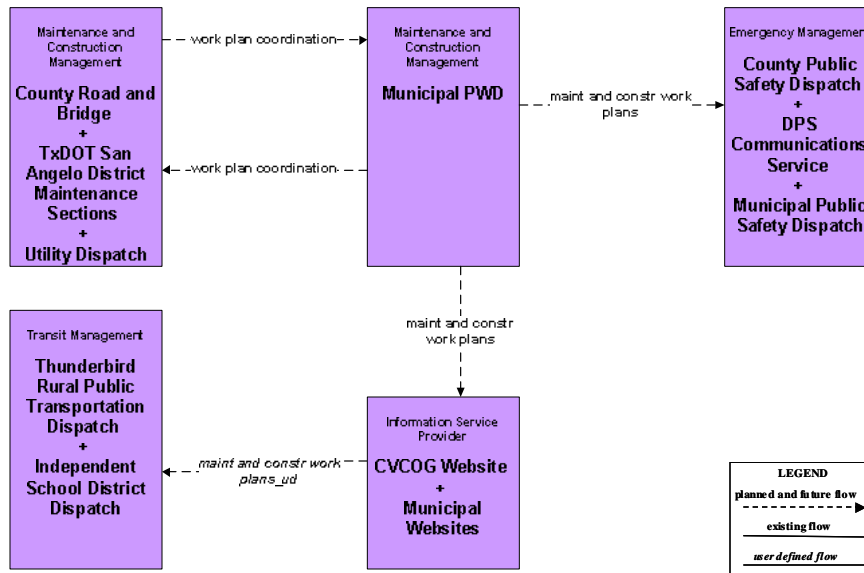 Maintenance and
Construction
Management
County Road and
Bridge
+
TxDOT San
Angelo District
Maintenance
Sections
+
Utility Dispatch
work plan coordination
work plan coordination
Maintenance and
Construction
Management
Municipal PWD
maint and constr work
plans
Emergency Management
County Public
Safety Dispatch
+
DPS
Communications
Service
+
Municipal Public
Safety Dispatch
maint and constr
work plans
Transit Management
Thunderbird
Rural Public
Transportation
Dispatch
+
Independent
School District
Dispatch
maint and constr work
plans_ud
Information Service
Provider
CVCOG Website
+
Municipal
Websites
LEGEND
planned and future flow
existing flow
user defined flow